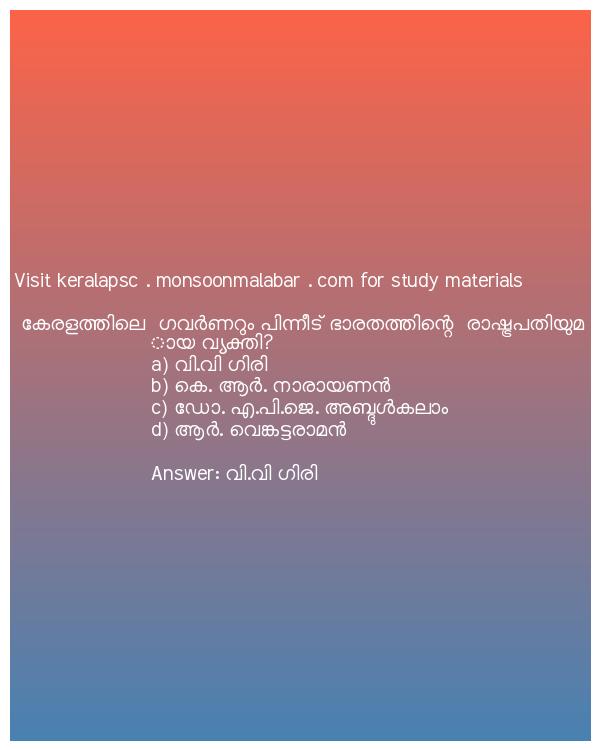 Visit keralapsc . monsoonmalabar . com for study materials
കേരളത്തിലെ ഗവർണറും പിന്നീട് ഭാരതത്തിന്റെ രാഷ്ട്രപതിയുമ
ായ വ്യക്തി?
a) വി.വി ഗിരി
b) കെ. ആർ. നാരായണൻ
c) ഡോ. എ.പി.ജെ. അബ്ദുൾകലാം
d) ആർ. വെങ്കട്ടരാമൻ
Answer: വി.വി ഗിരി